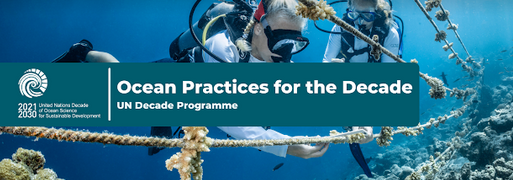 2021
2030
United Nations Decade
of Ocean Science
for Sustainable Development
Ocean Practices for the Decade
UN Decade Programme